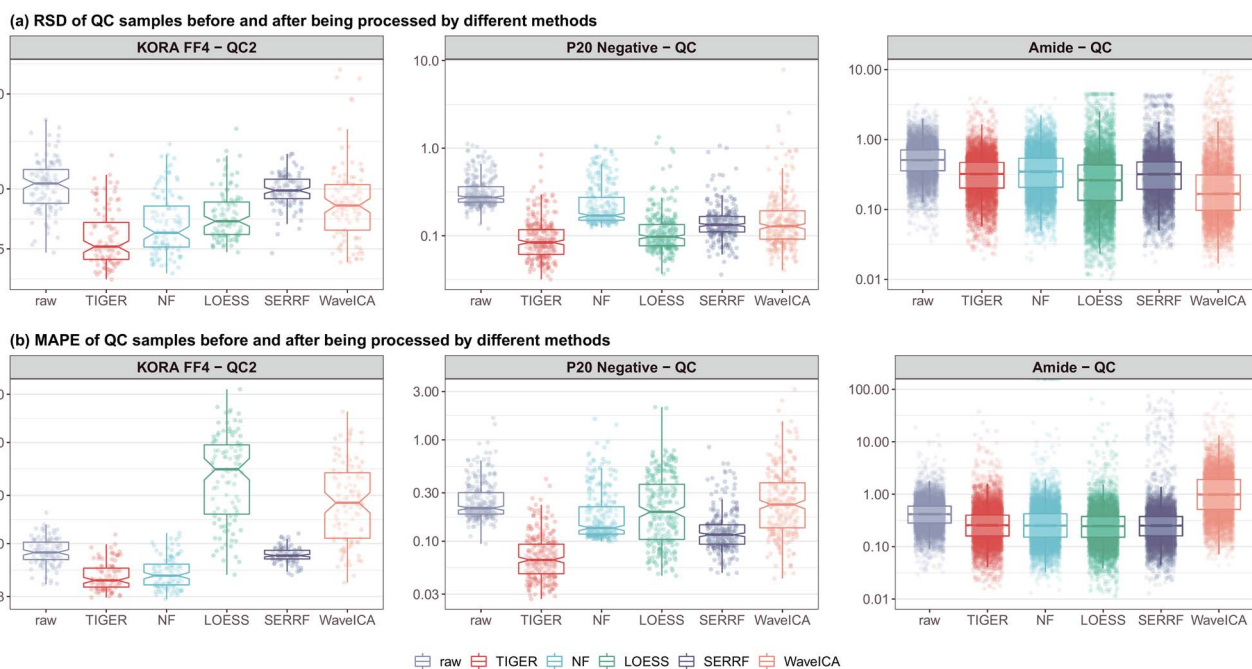 (a) RSD of QC samples before and after being processed by different methods
KORA FF4 − QC2
P20 Negative − QC
Amide − QC
10.0
1.0
0.1
10.00
1.00
0.10
0.01
raw TIGER NF LOESS SERRF WaveICA
raw TIGER NF LOESS SERRF WaveICA
raw TIGER NF LOESS SERRF WaveICA
(b) MAPE of QC samples before and after being processed by different methods
KORA FF4 − QC2
P20 Negative − QC
Amide − QC
3.00
1.00
0.30
0.10
0.03
100.00
10.00
1.00
0.10
0.01
raw TIGER NF LOESS SERRF WaveICA
raw TIGER NF LOESS SERRF WaveICA
raw TIGER NF LOESS SERRF WaveICA
raw TIGER NF LOESS SERRF WaveICA